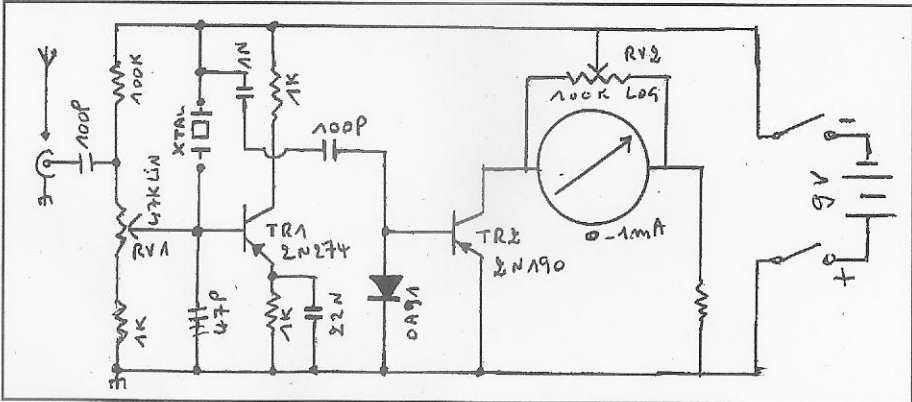 100P
100K
XTAL
1N
1K
100P
RV2
100K LOG
47K LIN
RV1
TR1
2N274
TR2
2N190
0-1mA
-
9V
+
1K
47P
1K
22N
OA91